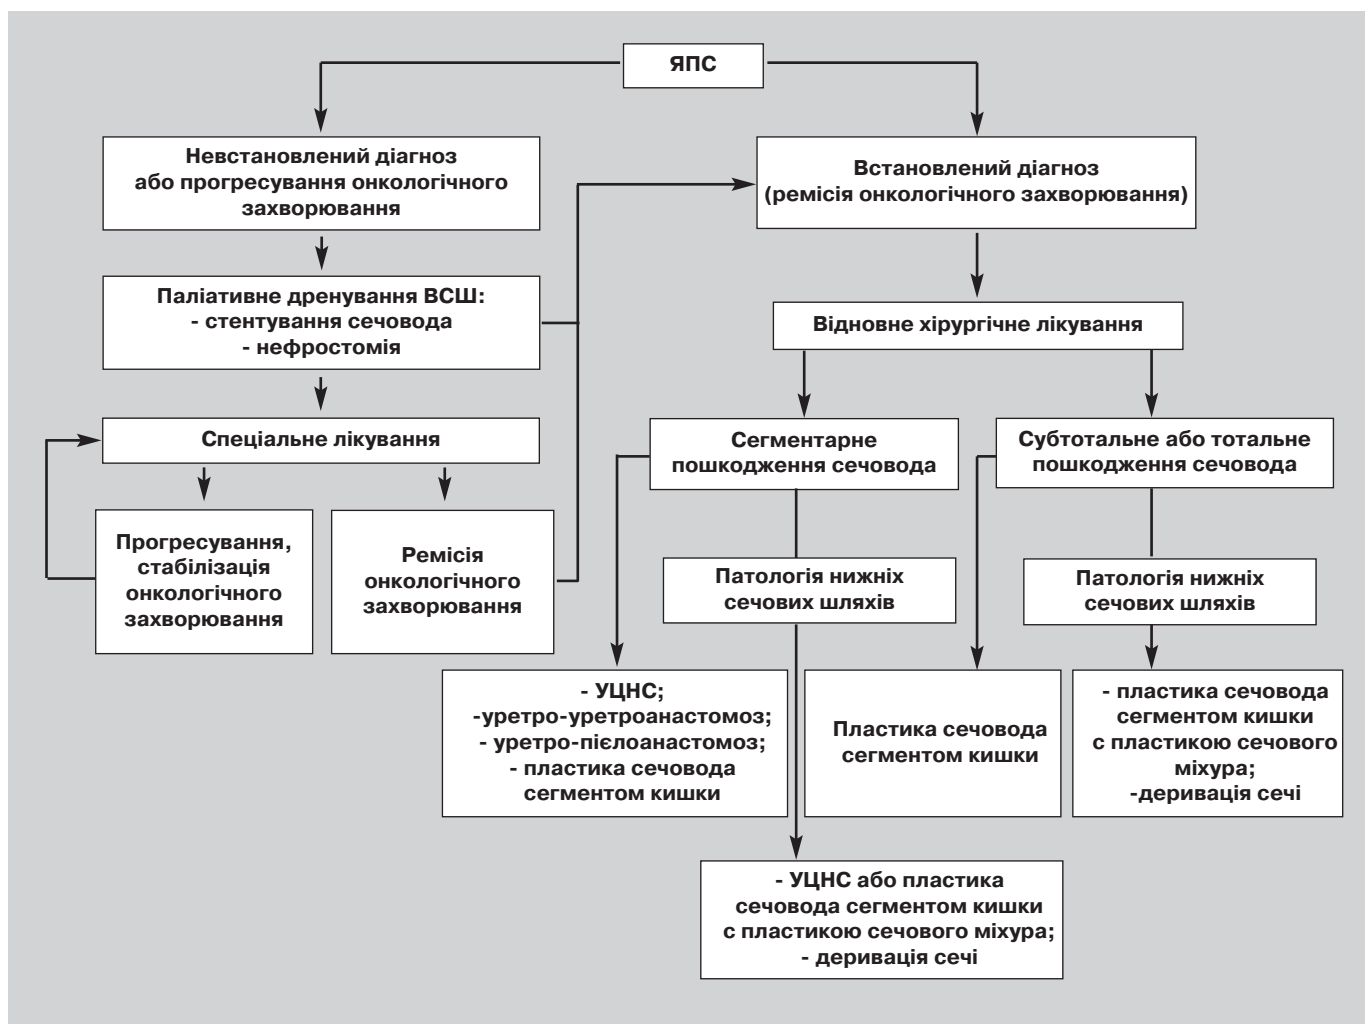 ЯПС
Невстановлений діагноз
або прогресування онкологічного
захворювання
Встановлений діагноз
(ремісія онкологічного захворювання)
Паліативне дренування ВСШ:
- стентування сечовода
- нефростомія
Відновне хірургічне лікування
Спеціальне лікування
Сегментарне
пошкодження сечовода
Субтотальне або тотальне
пошкодження сечовода
Прогресування,
стабілізація
онкологічного
захворювання
Ремісія
онкологічного
захворювання
Патологія нижніх
сечових шляхів
Патологія нижніх
сечових шляхів
- УЦНС;
-уретро-уретроанастомоз;
- уретро-пієлоанастомоз;
- пластика сечовода
сегментом кишки
Пластика сечовода
сегментом кишки
- пластика сечовода
сегментом кишки
с пластикою сечового
міхура;
-деривація сечі
- УЦНС або пластика
сечовода сегментом кишки
с пластикою сечового міхура;
- деривація сечі